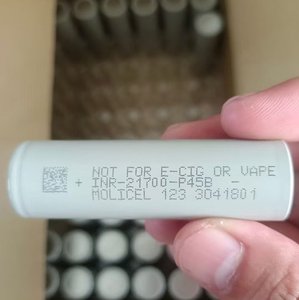 NOT FOR E-CIG OR VAPE
+ INR-21700-P45B -
MOLICEL 123 3041801